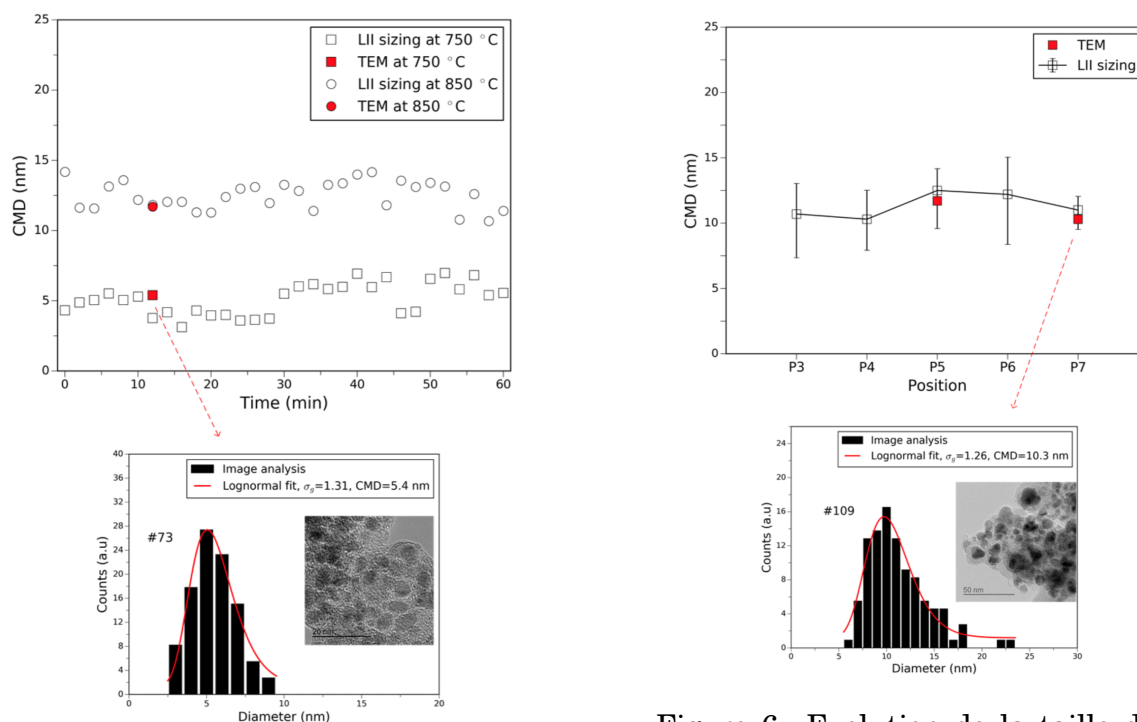 25
20
15
10
5
0
CMD (nm)
LII sizing at 750 °C
TEM at 750 °C
LII sizing at 850 °C
TEM at 850 °C
0 10 20 30 40 50 60
Time (min)
40
36
32
28
24
20
16
12
8
4
0
Counts (a.u)
Image analysis
Lognormal fit, σg=1.31, CMD=5.4 nm
#73
20 nm
0 5 10 15 20
Diameter (nm)
25
20
15
10
5
0
CMD (nm)
TEM
LII sizing
P3 P4 P5 P6 P7
Position
24
20
16
12
8
4
0
Counts (a.u)
Image analysis
Lognormal fit, σg=1.26, CMD=10.3 nm
#109
50 nm
0 5 10 15 20 25 30
Diameter (nm)